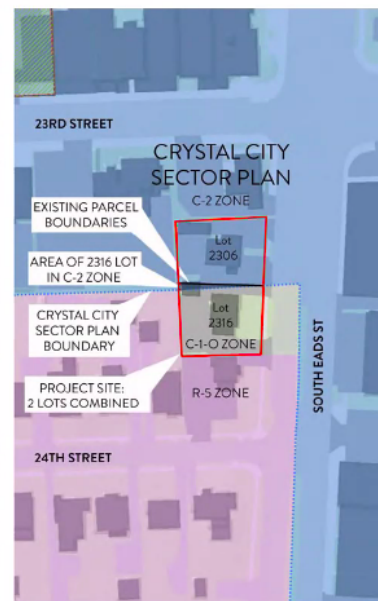 23RD STREET
CRYSTAL CITY
SECTOR PLAN
C-2 ZONE
EXISTING PARCEL
BOUNDARIES
Lot
2306
AREA OF 2316 LOT
IN C-2 ZONE
CRYSTAL CITY
SECTOR PLAN
BOUNDARY
Lot
2316
C-1-O ZONE
PROJECT SITE:
2 LOTS COMBINED
R-5 ZONE
SOUTH EADS ST
24TH STREET